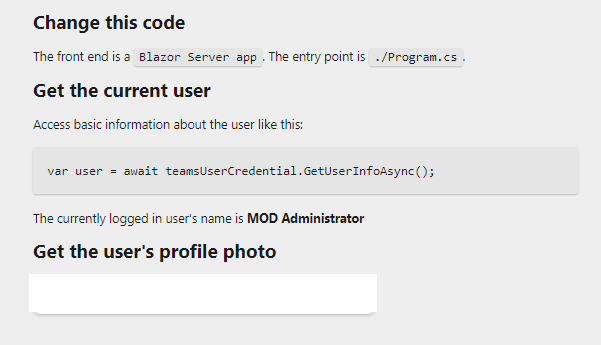 Change this code
The front end is a Blazor Server app . The entry point is ./Program.cs .
Get the current user
Access basic information about the user like this:
var user = await teamsUserCredential.GetUserInfoAsync();
The currently logged in user's name is MOD Administrator
Get the user's profile photo